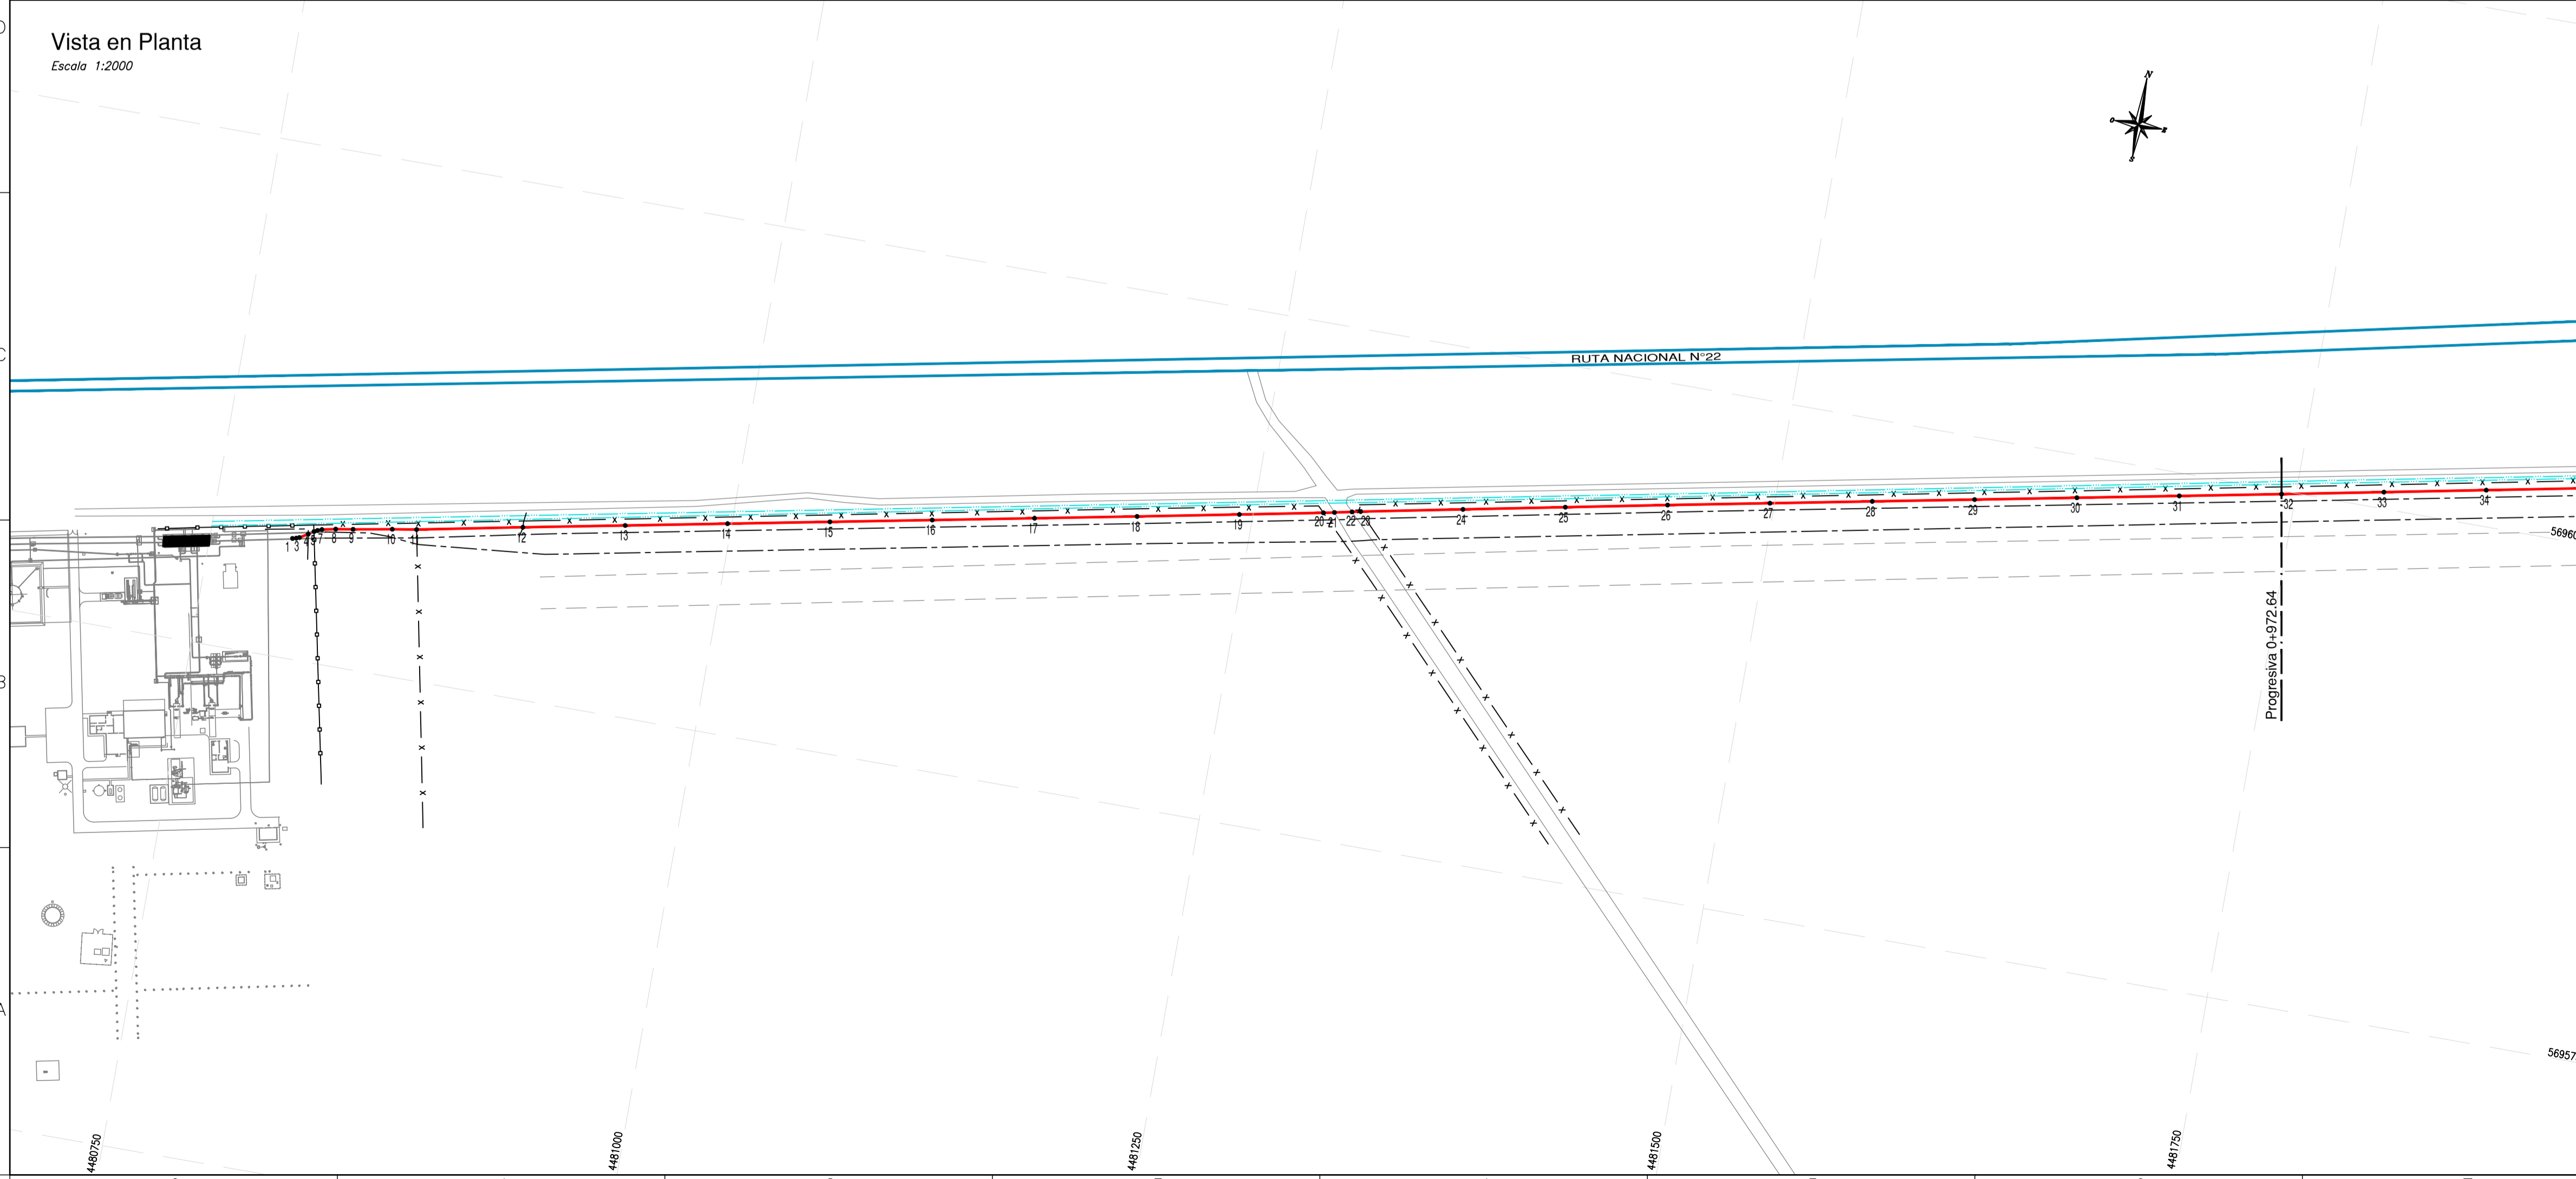 Vista en Planta
Escala 1:2000
N
O
S
RUTA NACIONAL N°22
D
C
B
A
1 3 7 8 9 10 11 12 13 14 15 16 17 18 19 20 21 22 23 24 25 26 27 28 29 30 31 32 33 34
Progresiva 0+972.64
56960
56957
4480750
4481000
4481250
4481500
4481750